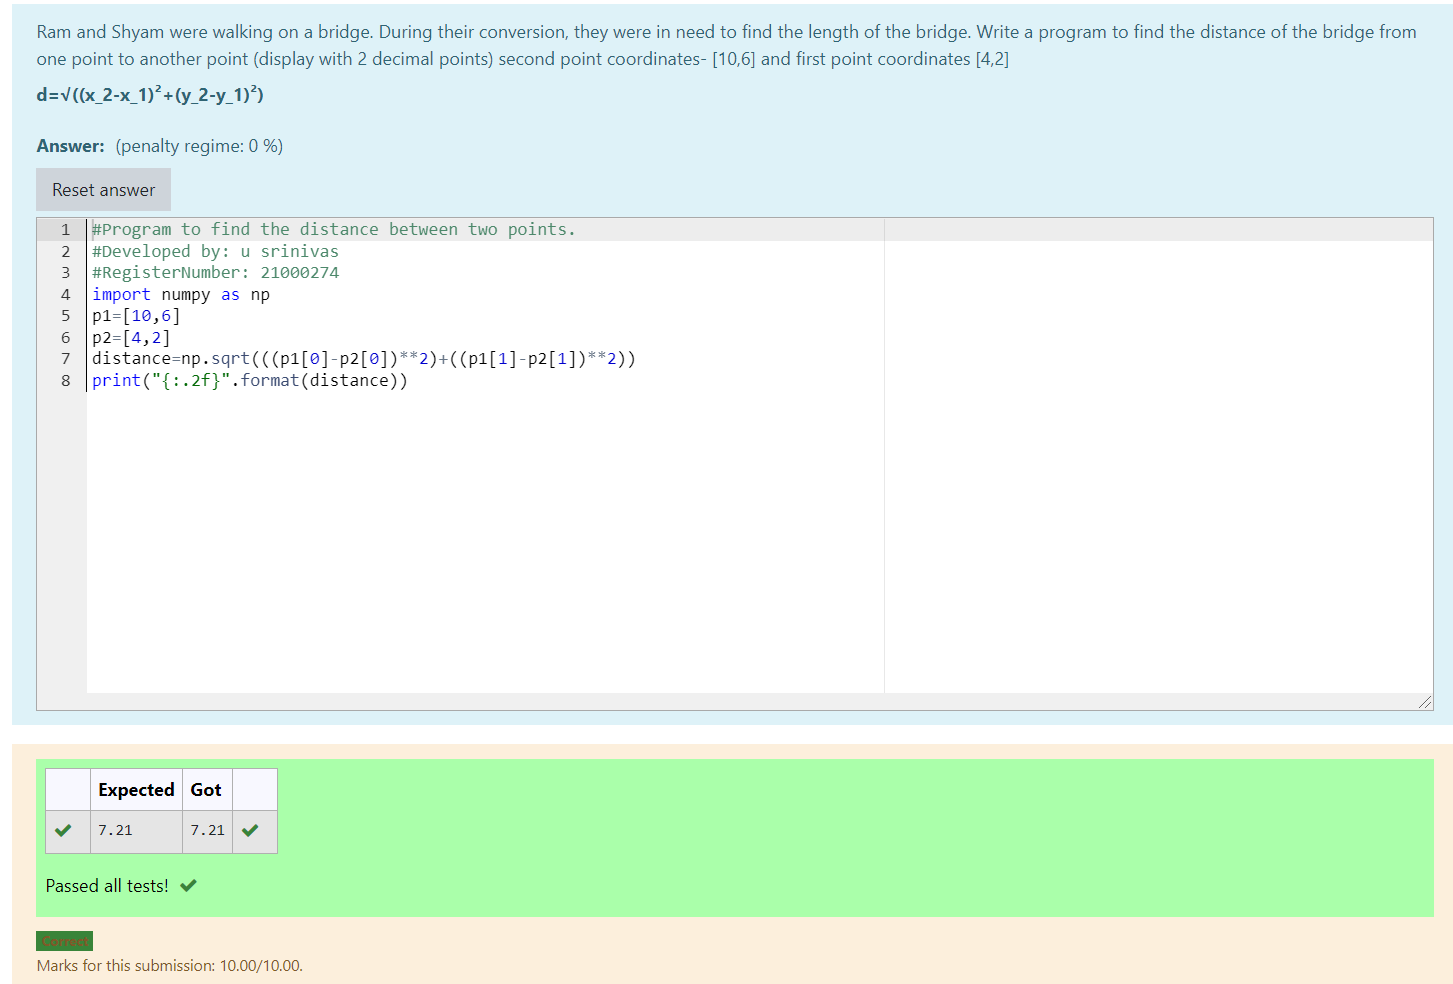 Ram and Shyam were walking on a bridge. During their conversion, they were in need to find the length of the bridge. Write a program to find the distance of the bridge from
one point to another point (display with 2 decimal points) second point coordinates- [10,6] and first point coordinates [4,2]
d=√((x_2-x_1)²+(y_2-y_1)²)
Answer: (penalty regime: 0 %)
Reset answer
1 #Program to find the distance between two points.
2 #Developed by: u srinivas
3 #RegisterNumber: 21000274
4 import numpy as np
5 p1=[10,6]
6 p2=[4,2]
7 distance=np.sqrt(((p1[0]-p2[0])**2)+((p1[1]-p2[1])**2))
8 print("{:.2f}".format(distance))
Expected Got
7.21 7.21
Passed all tests!
Correct
Marks for this submission: 10.00/10.00.